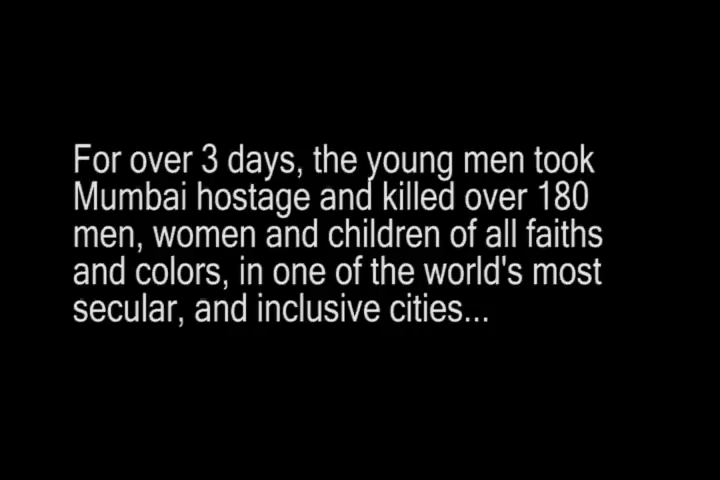 For over 3 days, the young men took
Mumbai hostage and killed over 180
men, women and children of all faiths
and colors, in one of the world's most
secular, and inclusive cities...